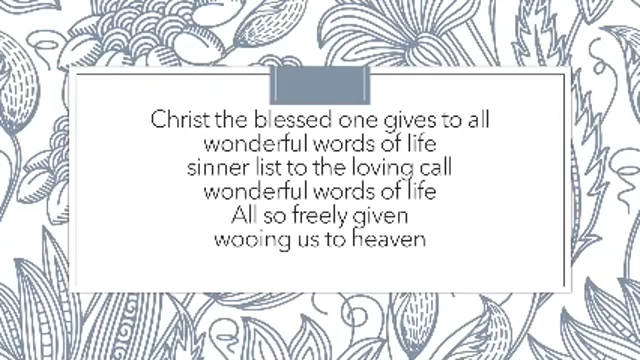 Christ the blessed one gives to all
wonderful words of life
sinner list to the loving call
wonderful words of life
All so freely given
wooing us to heaven